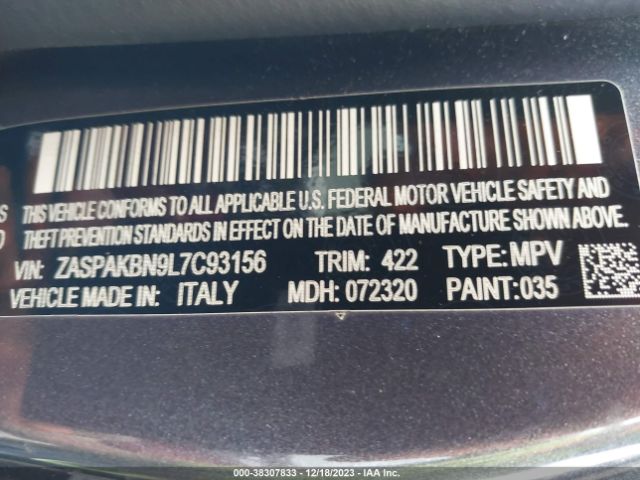 S THIS VEHICLE CONFORMS TO ALL APPLICABLE U.S. FEDERAL MOTOR VEHICLE SAFETY AND
THEFT PREVENTION STANDARDS IN EFFECT ON THE DATE OF MANUFACTURE SHOWN ABOVE.
VIN: ZASPAKBN9L7C93156 TRIM: 422 TYPE: MPV
VEHICLE MADE IN: ITALY MDH: 072320 PAINT:035
000-38307833 - 12/18/2023 - IAA Inc.